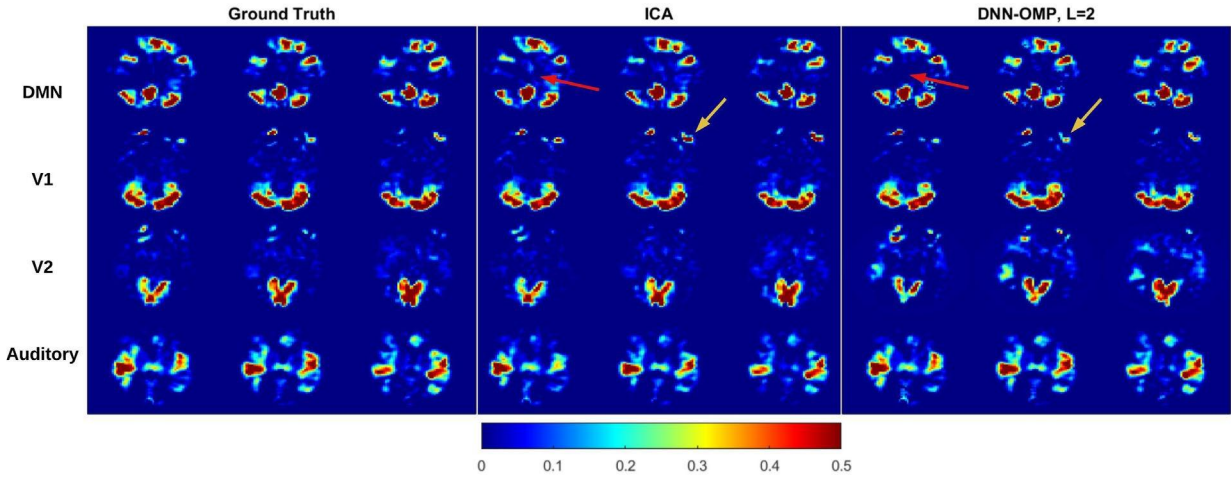 Ground Truth ICA DNN-OMP, L=2
DMN
V1
V2
Auditory
0 0.1 0.2 0.3 0.4 0.5